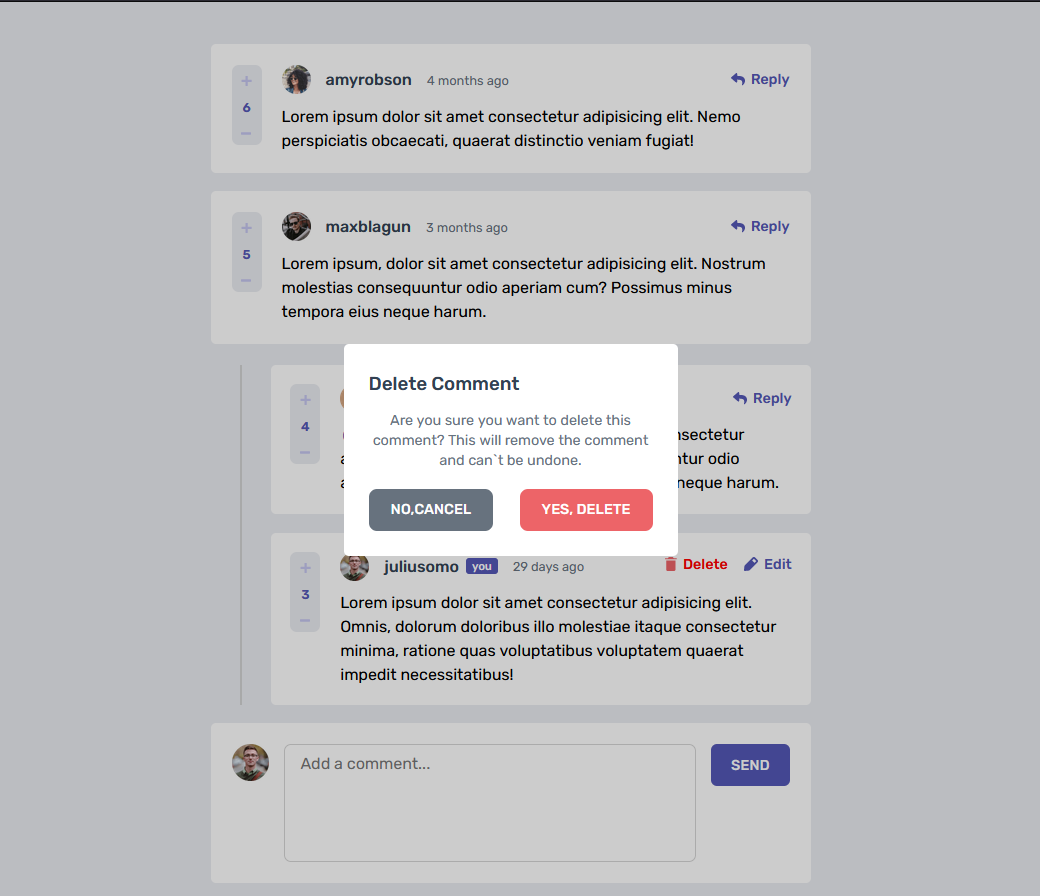 amyrobson 4 months ago Reply
+
6
Lorem ipsum dolor sit amet consectetur adipisicing elit. Nemo
perspiciatis obcaecati, quaerat distinctio veniam fugiat!
−
maxblagun 3 months ago Reply
+
5
Lorem ipsum, dolor sit amet consectetur adipisicing elit. Nostrum
molestias consequuntur odio aperiam cum? Possimus minus
tempora eius neque harum.
−
Delete Comment
Are you sure you want to delete this
comment? This will remove the comment
and can`t be undone.
NO,CANCEL YES, DELETE
+
4
−
Reply
nsectetur
ntur odio
neque harum.
juliusomo you 29 days ago Delete Edit
+
3
−
Lorem ipsum dolor sit amet consectetur adipisicing elit.
Omnis, dolorum doloribus illo molestiae itaque consectetur
minima, ratione quas voluptatibus voluptatem quaerat
impedit necessitatibus!
Add a comment...
SEND